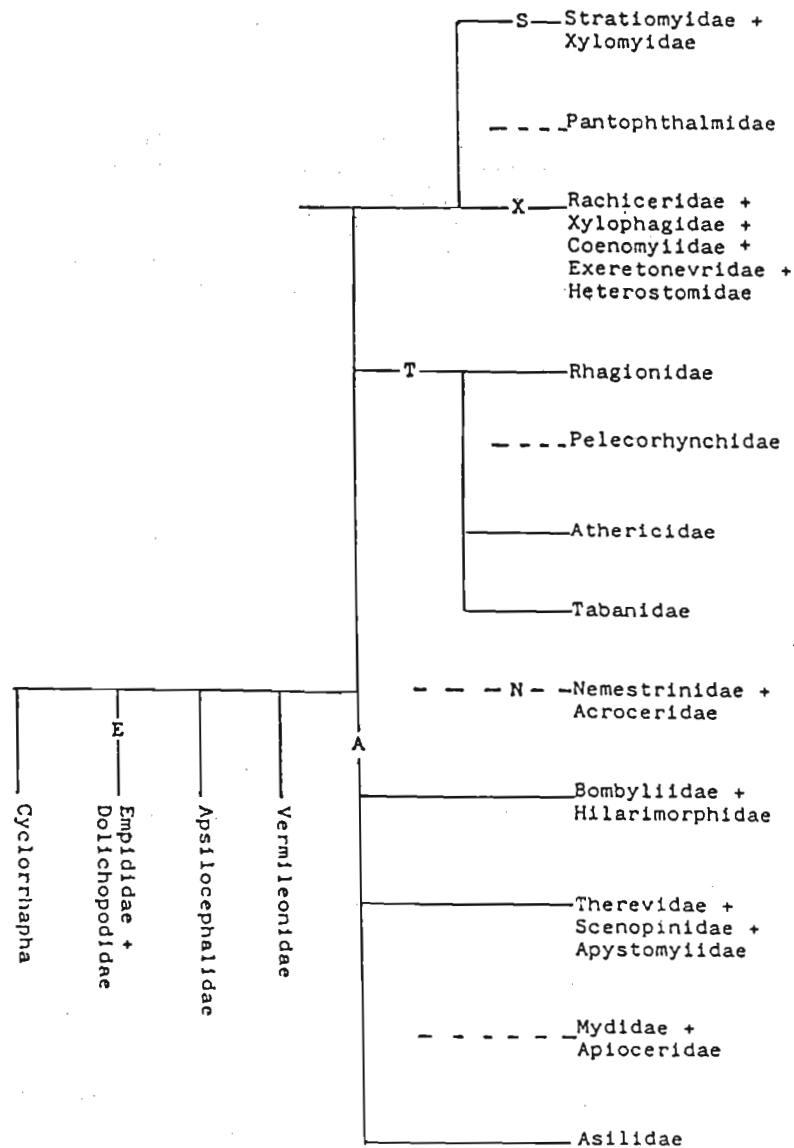 S
Stratiomyidae +
Xylomyidae
Pantophthalmidae
X
Rachiceridae +
Xylophagidae +
Coenomyiidae +
Exeretonevridae +
Heterostomidae
T
Rhagionidae
Pelecorhynchidae
Athericidae
Tabanidae
N
Nemestrinidae +
Acroceridae
A
Bombyliidae +
Hilarimorphidae
Therevidae +
Scenopinidae +
Apystomyiidae
Mydidae +
Apioceridae
Asilidae
E
Cyclorrhapha
Empididae +
Dolichopodidae
Apsilocephalidae
Vermileonidae